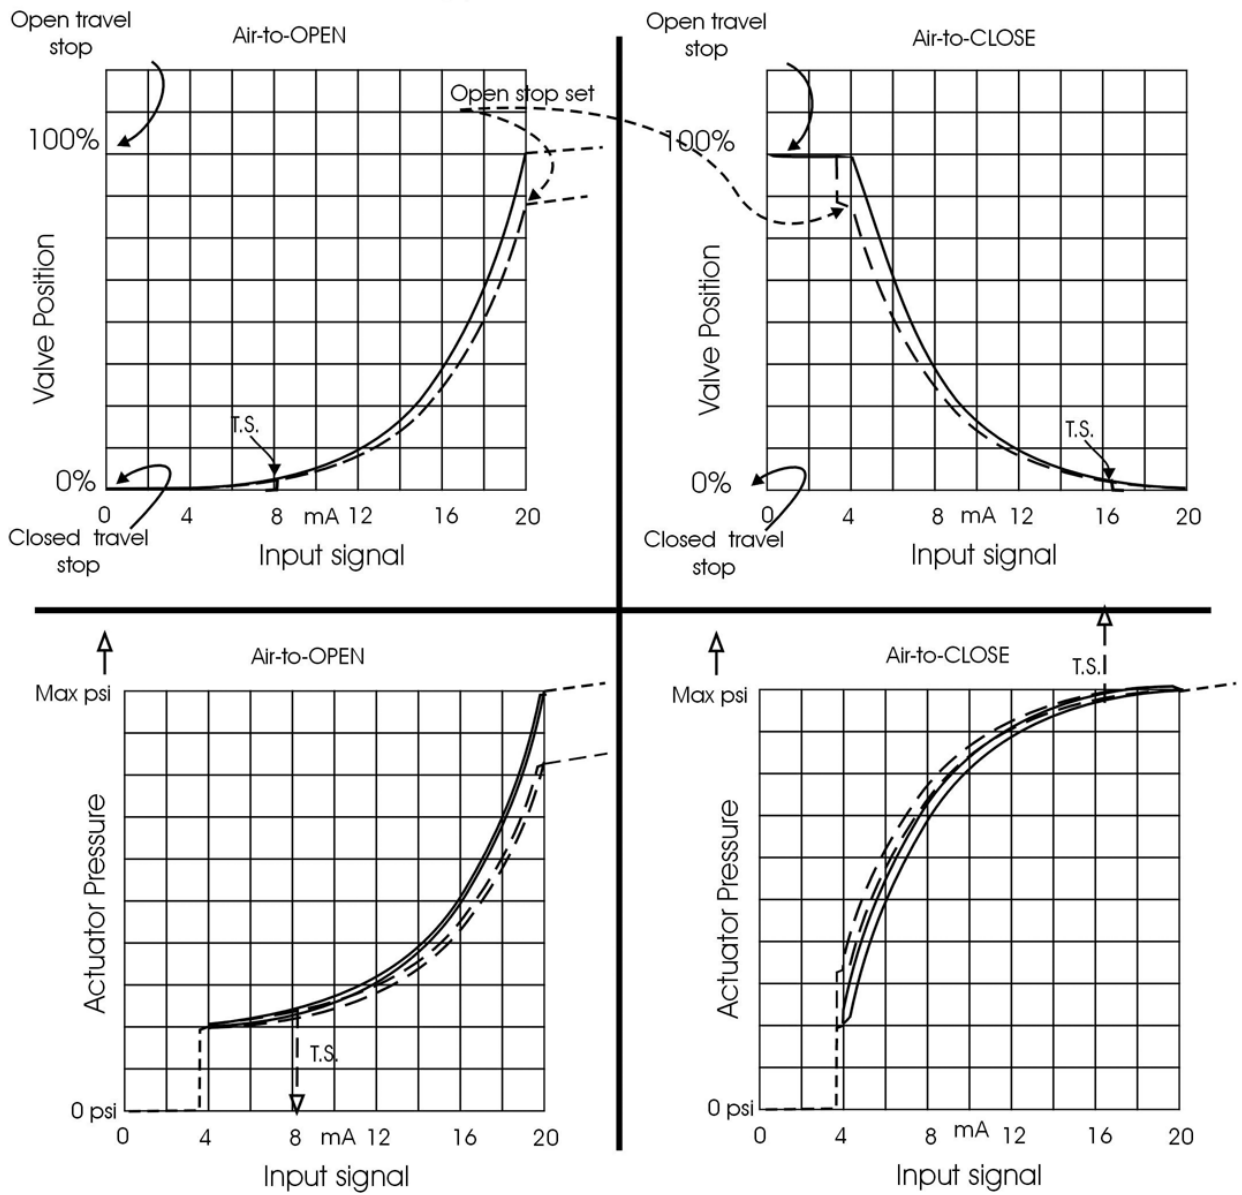 Open travel
stop
Air-to-OPEN
Open stop set
100%
Valve Position
T.S.
0%
0 4 8 mA 12 16 20
Closed travel
stop
Input signal
Open travel
stop
Air-to-CLOSE
100%
Valve Position
T.S.
0%
0 4 8 mA 12 16 20
Closed travel
stop
Input signal
Air-to-OPEN
Max psi
Actuator Pressure
T.S.
0 psi
0 4 8 mA 12 16 20
Input signal
Air-to-CLOSE
T.S.
Max psi
Actuator Pressure
0 psi
0 4 8 mA 12 16 20
Input signal